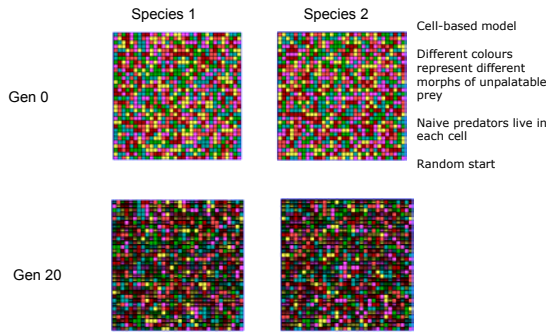 Species 1
Species 2
Cell-based model
Different colours
represent different
morphs of unpalatable
prey
Naive predators live in
each cell
Random start
Gen 0
Gen 20